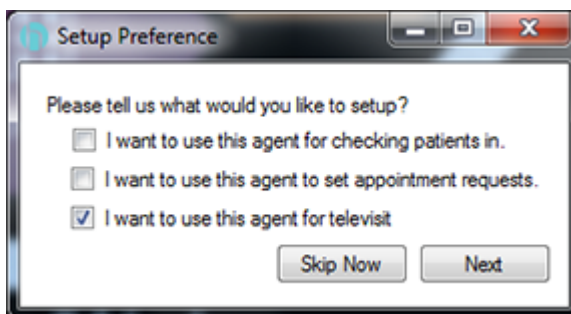 Setup Preference
Please tell us what would you like to setup?
I want to use this agent for checking patients in.
I want to use this agent to set appointment requests.
I want to use this agent for televisit
Skip Now
Next